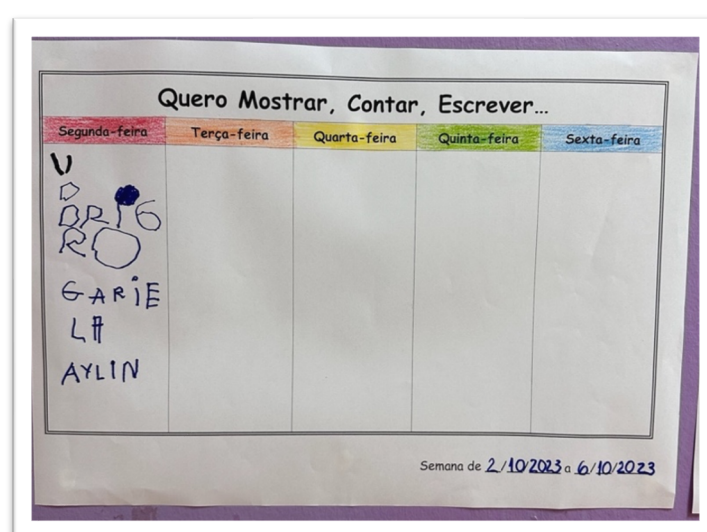 Quero Mostrar, Contar, Escrever...
Segunda-feira Terça-feira Quarta-feira Quinta-feira Sexta-feira
D
RO
GARiE
LA
AYLIN
Semana de 2/10/2023 a 6/10/2023